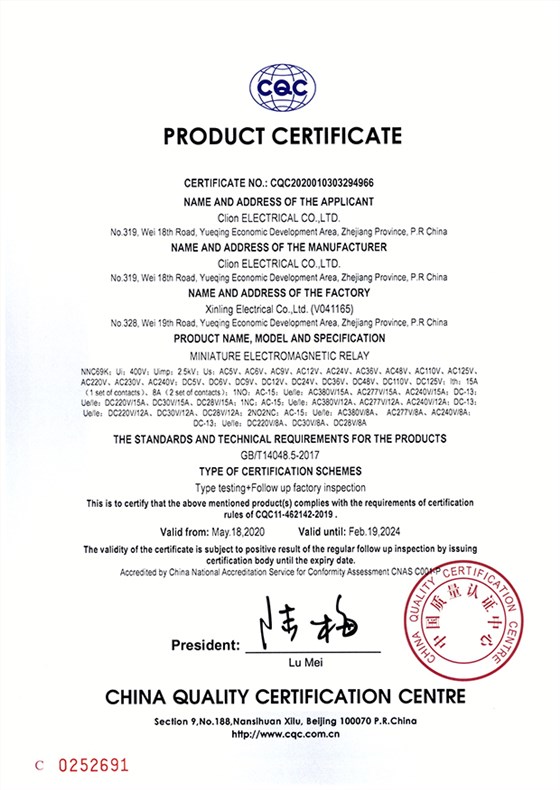 CQC
PRODUCT CERTIFICATE
CERTIFICATE NO.: CQC2020010303294966
NAME AND ADDRESS OF THE APPLICANT
Clion ELECTRICAL CO.,LTD.
No.319, Wei 18th Road, Yueqing Economic Development Area, Zhejiang Province, P.R China
NAME AND ADDRESS OF THE MANUFACTURER
Clion ELECTRICAL CO.,LTD.
No.319, Wei 18th Road, Yueqing Economic Development Area, Zhejiang Province, P.R China
NAME AND ADDRESS OF THE FACTORY
Xinling Electrical Co.,Ltd. (V041165)
No.328, Wei 19th Road, Yueqing Economic Development Area, Zhejiang Province, P.R China
PRODUCT NAME, MODEL AND SPECIFICATION
MINIATURE ELECTROMAGNETIC RELAY
NNC69K; Ui: 400V; Uimp: 2.5kV; Us: AC5V、AC6V、AC9V、AC12V、AC24V、AC36V、AC48V、AC110V、AC125V、
AC220V、AC230V、AC240V; DC5V、DC6V、DC9V、DC12V、DC24V、DC36V、DC48V、DC110V、DC125V; Ith: 15A
(1 set of contacts)、8A (2 set of contacts); 1NO: AC-15: Ue/Ie: AC380V/15A、AC277V/15A、AC240V/15A; DC-13:
Ue/Ie: DC220V/15A、DC30V/15A、DC28V/15A; 1NC: AC-15: Ue/Ie: AC380V/12A、AC277V/12A、AC240V/12A; DC-13:
Ue/Ie: DC220V/12A、DC30V/12A、DC28V/12A; 2NO2NC: AC-15: Ue/Ie: AC380V/8A、 AC277V/8A、AC240V/8A;
DC-13: Ue/Ie: DC220V/8A、DC30V/8A、DC28V/8A
THE STANDARDS AND TECHNICAL REQUIREMENTS FOR THE PRODUCTS
GB/T14048.5-2017
TYPE OF CERTIFICATION SCHEMES
Type testing+Follow up factory inspection
This is to certify that the above mentioned product(s) complies with the requirements of certification
rules of CQC11-462142-2019 .
Valid from: May.18,2020 Valid until: Feb.19,2024
The validity of the certificate is subject to positive result of the regular follow up inspection by issuing
certification body until the expiry date.
Accredited by China National Accreditation Service for Conformity Assessment CNAS C001-P
CHINA QUALITY CERTIFICATION CENTRE
中国质量认证中心
陆梅
President:
Lu Mei
CHINA QUALITY CERTIFICATION CENTRE
Section 9,No.188,Nansihuan Xilu, Beijing 100070 P.R.China
http://www.cqc.com.cn
C 0252691